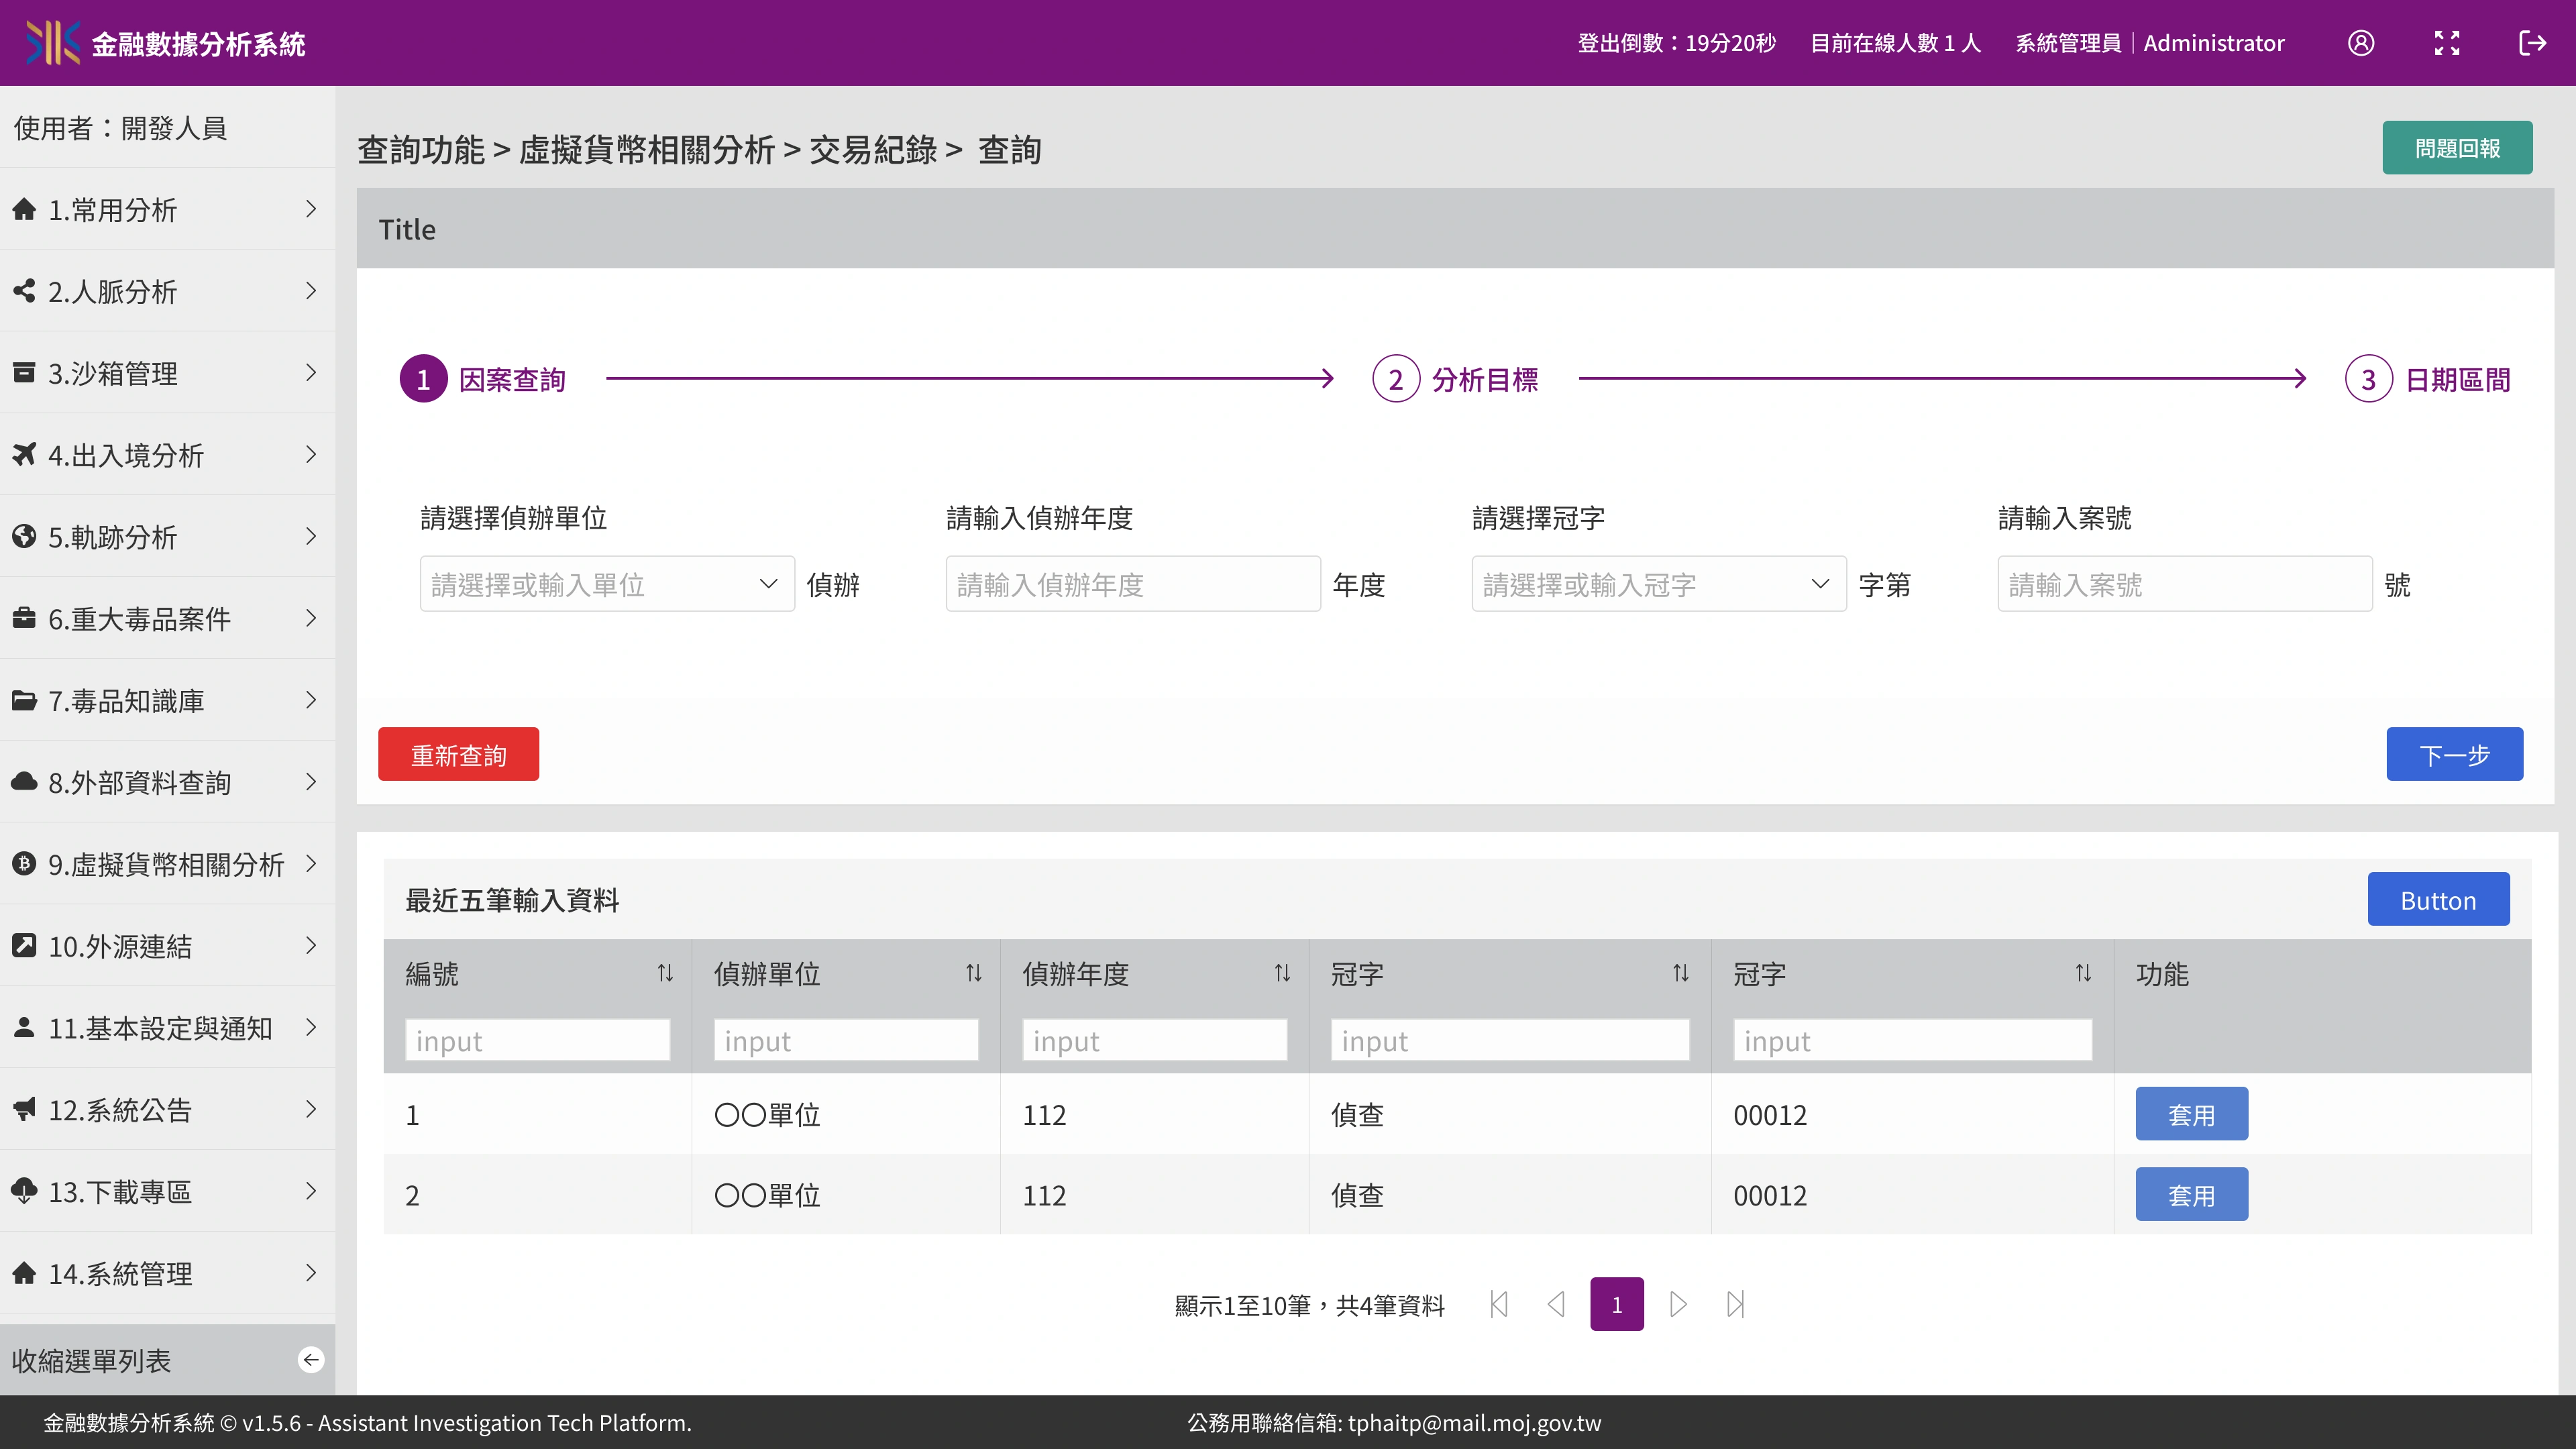 金融數據分析系統
登出倒數：19分20秒 目前在線人數 1 人 系統管理員｜Administrator
使用者：開發人員
1.常用分析
2.人脈分析
3.沙箱管理
4.出入境分析
5.軌跡分析
6.重大毒品案件
7.毒品知識庫
8.外部資料查詢
9.虛擬貨幣相關分析
10.外源連結
11.基本設定與通知
12.系統公告
13.下載專區
14.系統管理
收縮選單列表
查詢功能 > 虛擬貨幣相關分析 > 交易紀錄 > 查詢
問題回報
Title
1 因案查詢 2 分析目標 3 日期區間
請選擇偵辦單位 請輸入偵辦年度 請選擇冠字 請輸入案號
請選擇或輸入單位 偵辦 請輸入偵辦年度 年度 請選擇或輸入冠字 字第 請輸入案號 號
重新查詢 下一步
最近五筆輸入資料 Button
編號 偵辦單位 偵辦年度 冠字 冠字 功能
input input input input input
1 〇〇單位 112 偵查 00012 套用
2 〇〇單位 112 偵查 00012 套用
顯示1至10筆，共4筆資料 1
金融數據分析系統 © v1.5.6 - Assistant Investigation Tech Platform. 公務用聯絡信箱: tphaitp@mail.moj.gov.tw